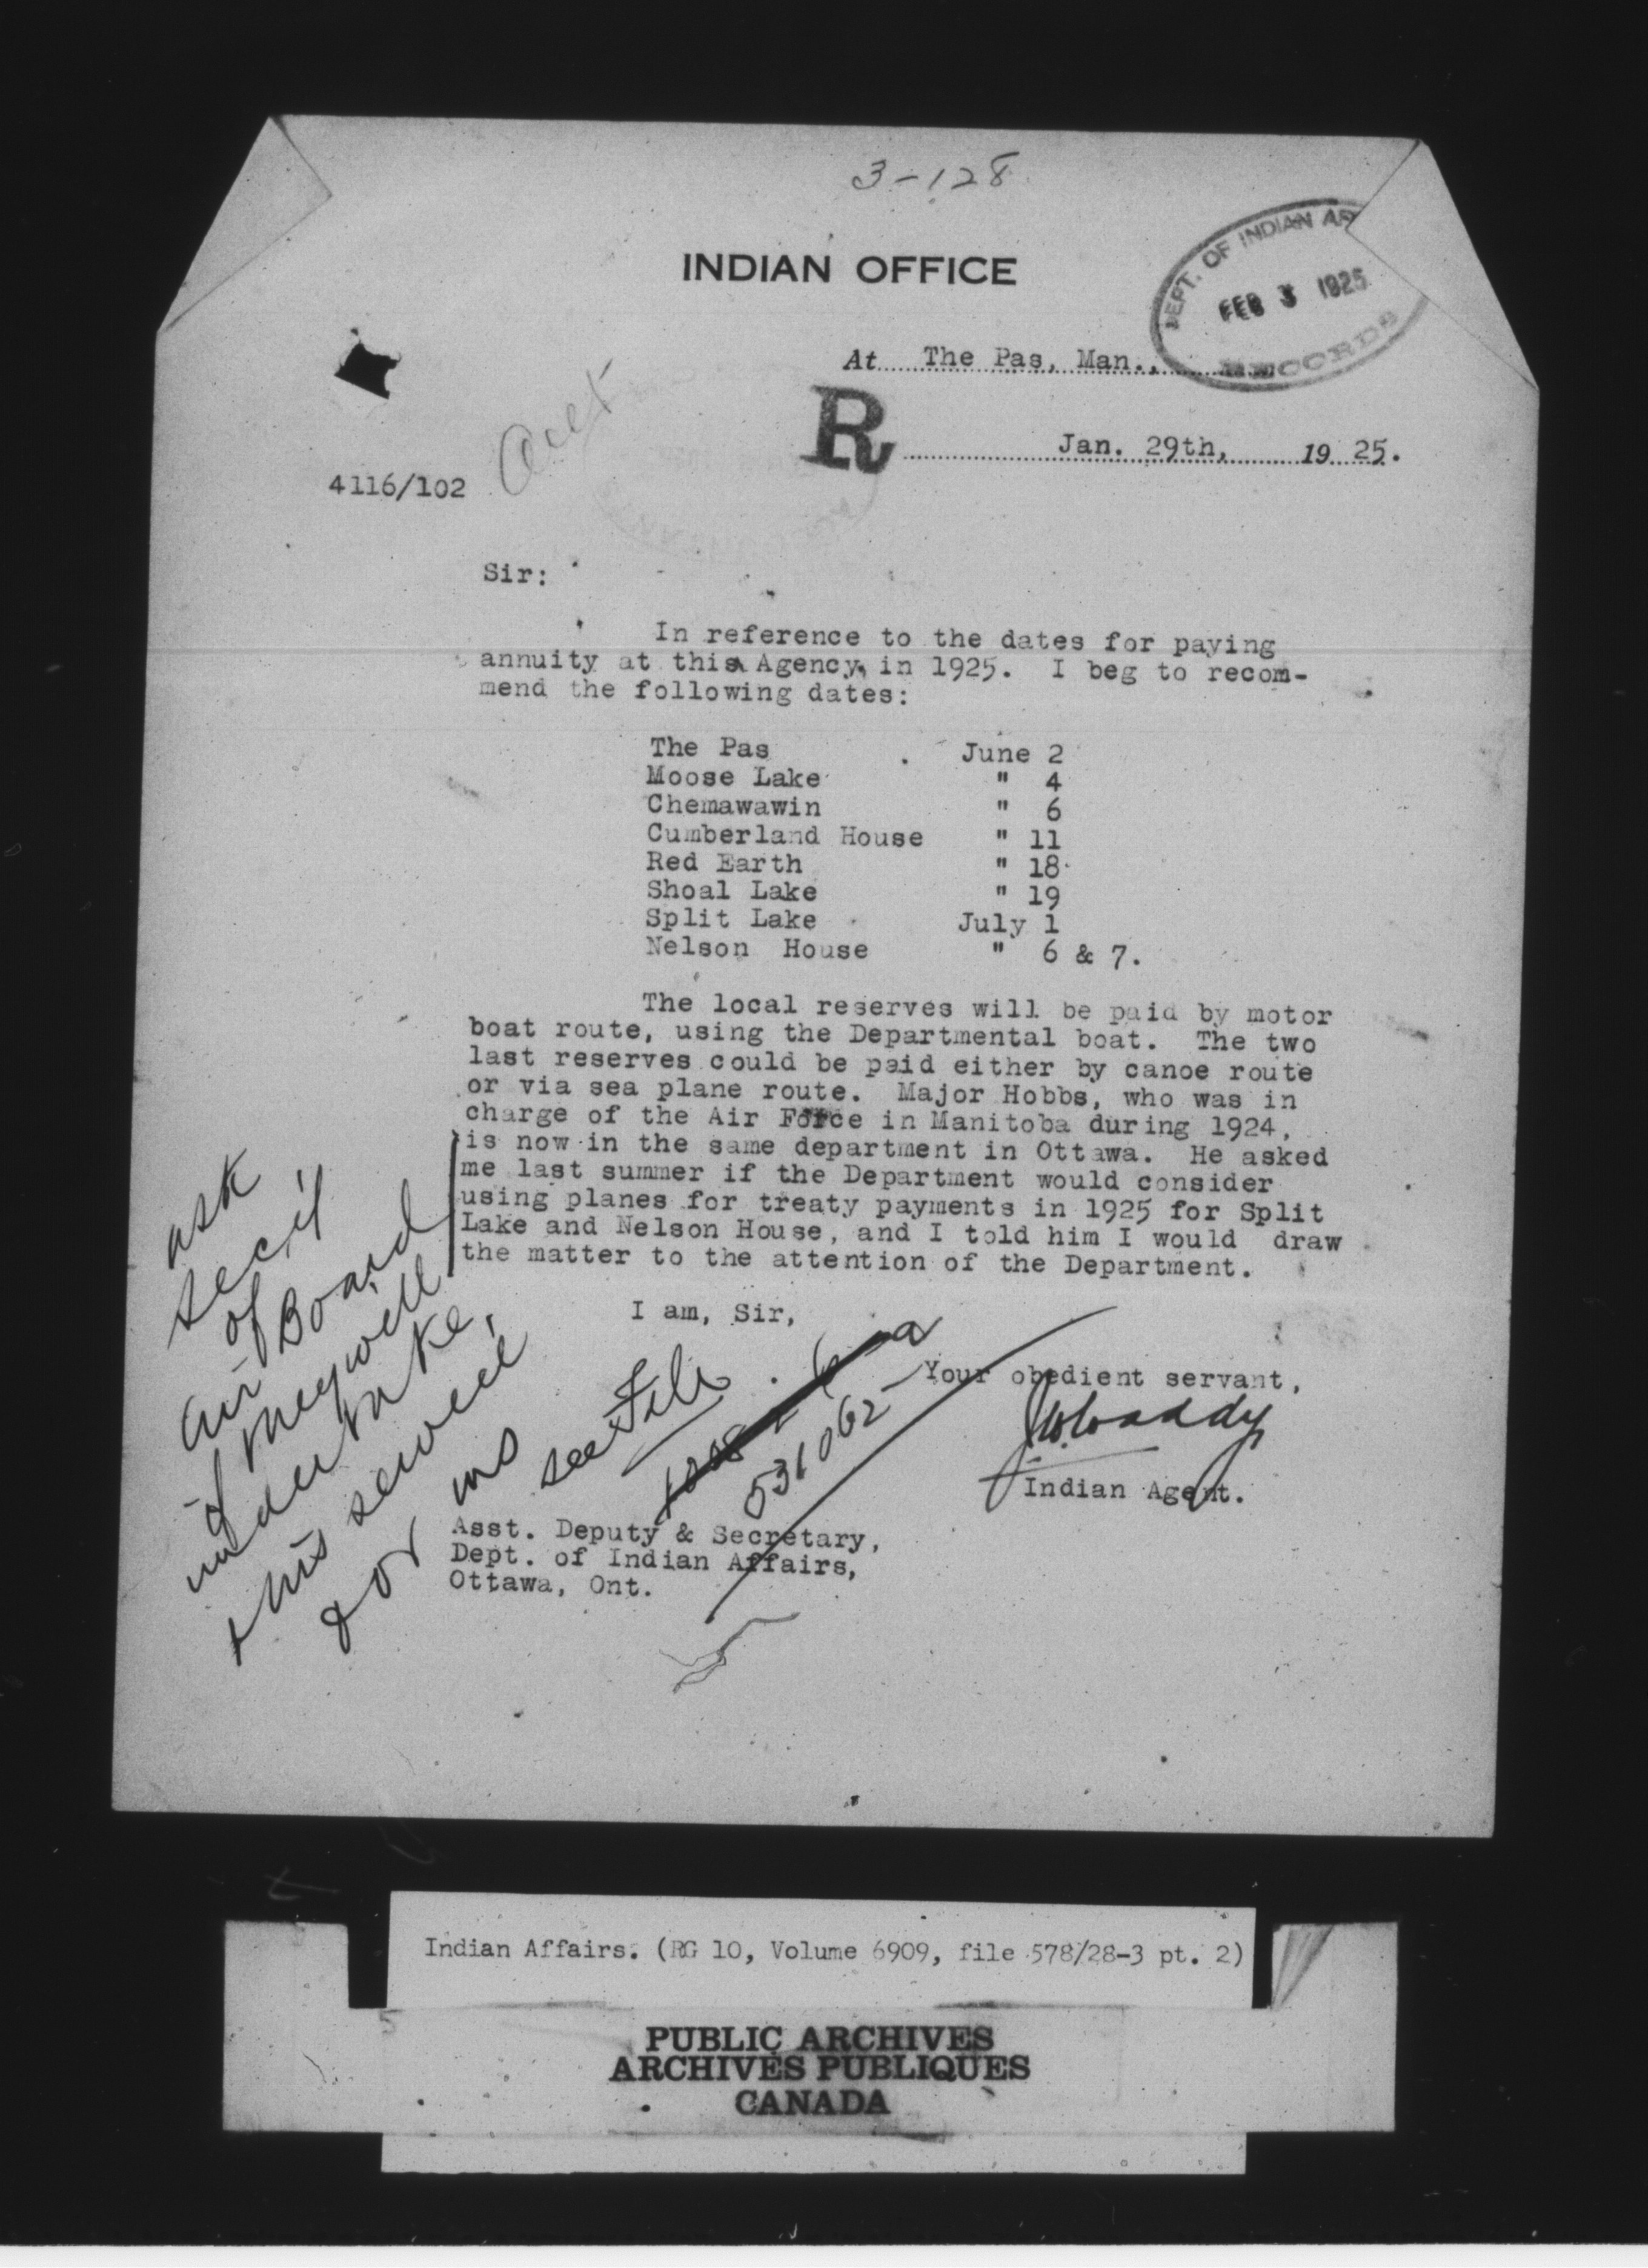 3-128
INDIAN OFFICE
DEPT. OF INDIAN AF
FEB 3 1925
RECORDS
At The Pas, Man.,
R
Jan. 29th, 19 25.
4116/102
Sir:
In reference to the dates for paying
annuity at this Agency, in 1925. I beg to recom-
mend the following dates:
The Pas June 2
Moose Lake " 4
Chemawawin " 6
Cumberland House " 11
Red Earth " 18
Shoal Lake " 19
Split Lake July 1
Nelson House " 6 & 7.
The local reserves will be paid by motor
boat route, using the Departmental boat. The two
last reserves could be paid either by canoe route
or via sea plane route. Major Hobbs, who was in
charge of the Air Force in Manitoba during 1924,
is now in the same department in Ottawa. He asked
me last summer if the Department would consider
using planes for treaty payments in 1925 for Split
Lake and Nelson House, and I told him I would draw
the matter to the attention of the Department.
I am, Sir,
Your obedient servant,
J.W. Waddy
Indian Agent.
ask
sec'y
of
Air Board
if they will
undertake
this service
for us
see File
531062
Asst. Deputy & Secretary,
Dept. of Indian Affairs,
Ottawa, Ont.
Indian Affairs. (RG 10, Volume 6909, file 578/28-3 pt. 2)
PUBLIC ARCHIVES
ARCHIVES PUBLIQUES
CANADA